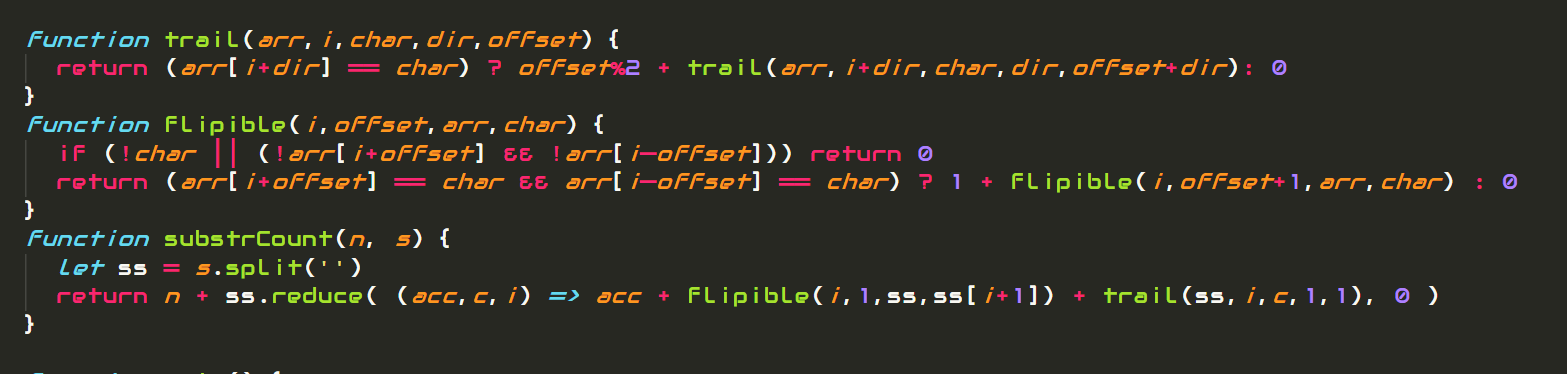 function trail(arr,i,char,dir,offset) {
return (arr[i+dir] == char) ? offset%2 + trail(arr,i+dir,char,dir,offset+dir): 0
}
function flipible(i,offset,arr,char) {
if (!char || (!arr[i+offset] && !arr[i-offset])) return 0
return (arr[i+offset] == char && arr[i-offset] == char) ? 1 + flipible(i,offset+1,arr,char) : 0
}
function substrCount(n, s) {
let ss = s.split('')
return n + ss.reduce( (acc,c,i) => acc + flipible(i,1,ss,ss[i+1]) + trail(ss,i,c,1,1), 0 )
}